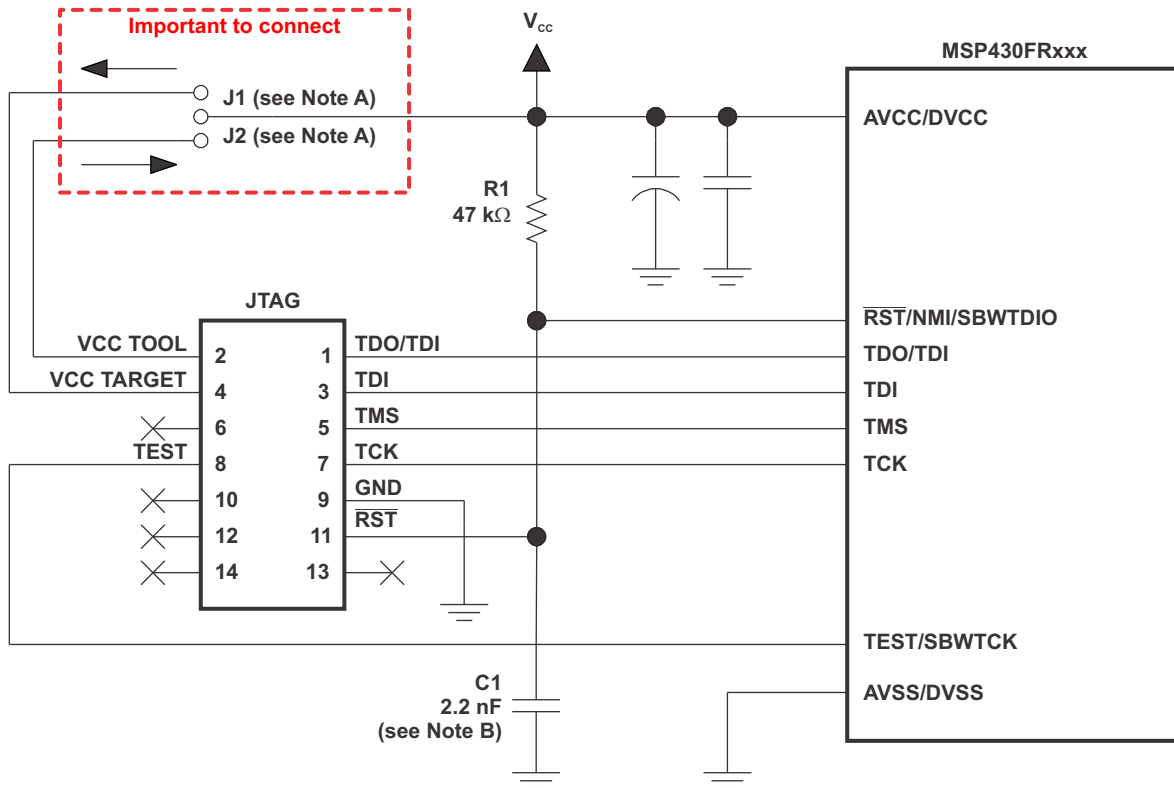 Important to connect
Vcc
MSP430FRxxx
J1 (see Note A)
J2 (see Note A)
AVCC/DVCC
R1
47 kΩ
JTAG
RST/NMI/SBWTDIO
VCC TOOL
2
1
TDO/TDI
TDO/TDI
VCC TARGET
4
3
TDI
TDI
6
5
TMS
TMS
TEST
8
7
TCK
TCK
10
9
GND
12
11
RST
14
13
TEST/SBWTCK
C1
2.2 nF
(see Note B)
AVSS/DVSS